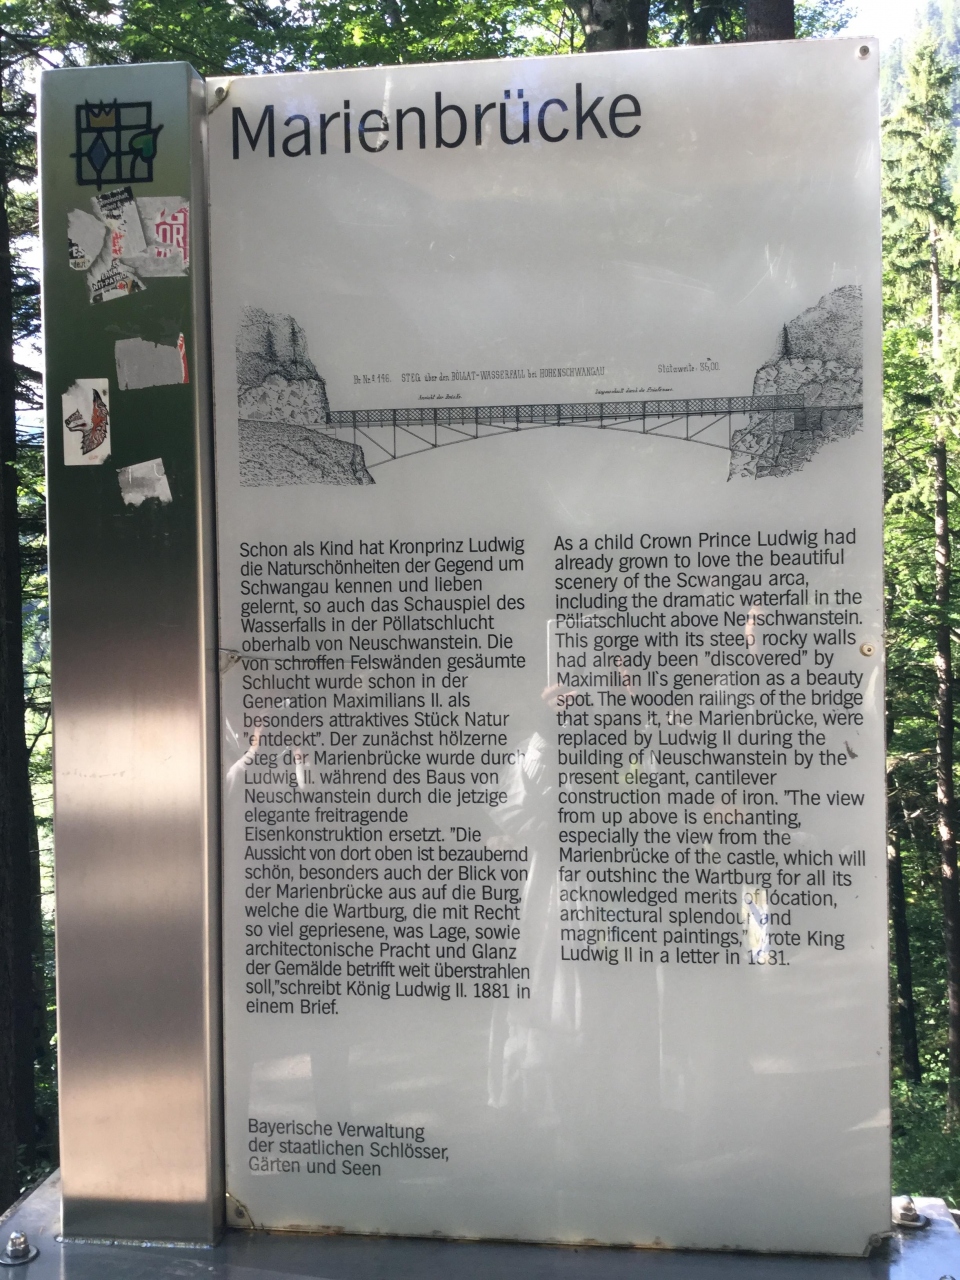 Marienbrücke
STEG über den BÖLLAT-WASSERFALL bei HOHENSCHWANGAU
Schon als Kind hat Kronprinz Ludwig
die Naturschönheiten der Gegend um
Schwangau kennen und lieben
gelernt, so auch das Schauspiel des
Wasserfalls in der Pöllatschlucht
oberhalb von Neuschwanstein. Die
von schroffen Felswänden gesäumte
Schlucht wurde schon in der
Generation Maximilians II. als
besonders attraktives Stück Natur
"entdeckt". Der zunächst hölzerne
Steg der Marienbrücke wurde durch
Ludwig II. während des Baus von
Neuschwanstein durch die jetzige
elegante freitragende
Eisenkonstruktion ersetzt. "Die
Aussicht von dort oben ist bezaubernd
schön, besonders auch der Blick von
der Marienbrücke aus auf die Burg,
welche die Wartburg, die mit Recht
so viel gepriesene, was Lage, sowie
architectonische Pracht und Glanz
der Gemälde betrifft weit überstrahlen
soll,"schreibt König Ludwig II. 1881 in
einem Brief.
As a child Crown Prince Ludwig had
already grown to love the beautiful
scenery of the Scwangau arca,
including the dramatic waterfall in the
Pöllatschlucht above Neuschwanstein.
This gorge with its steep rocky walls
had already been "discovered" by
Maximilian II`s generation as a beauty
spot. The wooden railings of the bridge
that spans it, the Marienbrücke, were
replaced by Ludwig II during the
building of Neuschwanstein by the
present elegant, cantilever
construction made of iron. "The view
from up above is enchanting,
especially the view from the
Marienbrücke of the castle, which will
far outshinc the Wartburg for all its
acknowledged merits of location,
architectural splendour and
magnificent paintings," wrote King
Ludwig II in a letter in 1881.
Bayerische Verwaltung
der staatlichen Schlösser,
Gärten und Seen